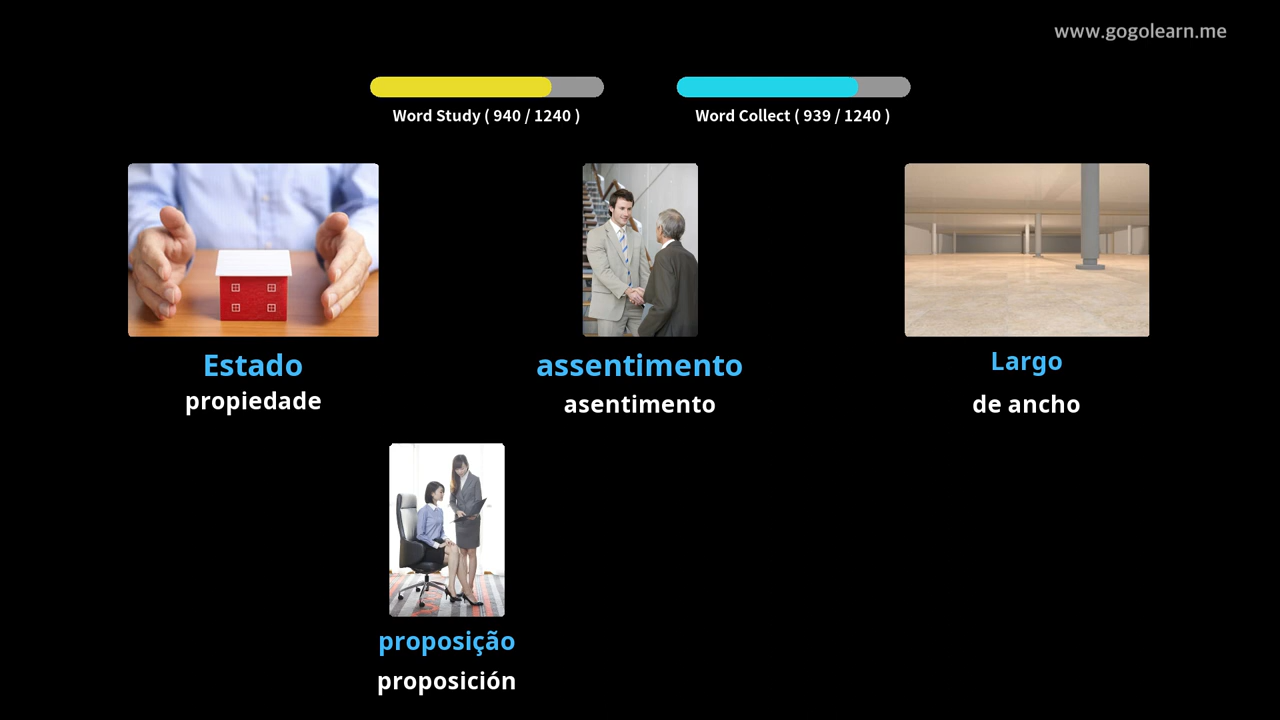 www.gogolearn.me
Word Study ( 940 / 1240 )
Word Collect ( 939 / 1240 )
Estado
propiedade
assentimento
asentimento
Largo
de ancho
proposição
proposición